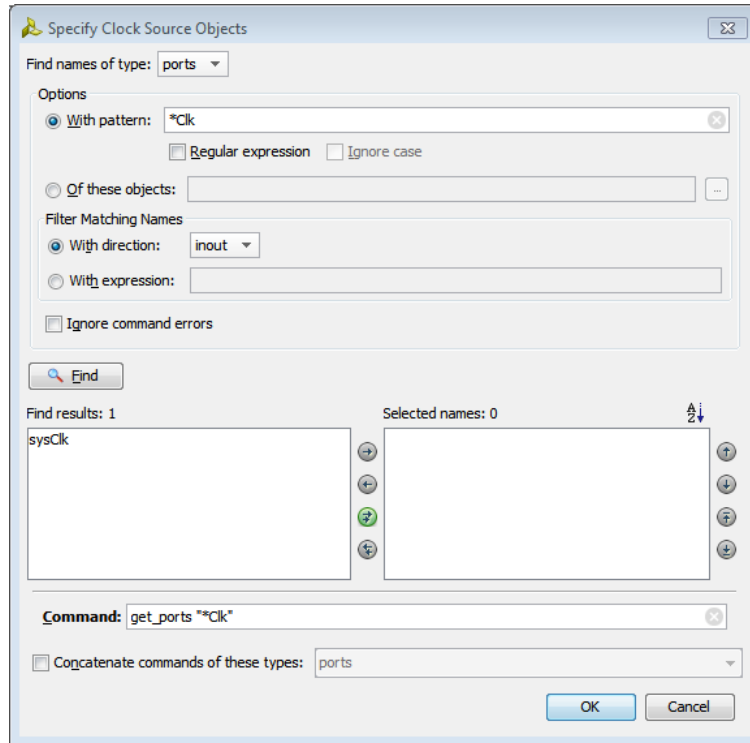 Specify Clock Source Objects
Find names of type: ports
Options
With pattern: *Clk
Regular expression Ignore case
Of these objects: ...
Filter Matching Names
With direction: inout
With expression:
Ignore command errors
Find
Find results: 1 Selected names: 0 AZ
sysClk
Command: get_ports "*Clk"
Concatenate commands of these types: ports
OK Cancel